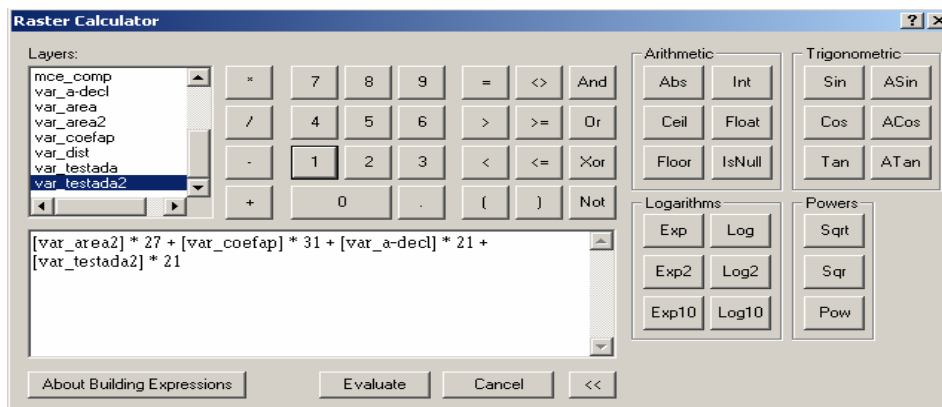 Raster Calculator
? ×
Layers:
mce_comp
var_a-decl
var_area
var_area2
var_coefap
var_dist
var_testada
var_testada2
* 7 8 9 = <> And
/ 4 5 6 > >= Or
- 1 2 3 < <= Xor
+ 0 . ( ) Not
[var_area2] * 27 + [var_coefap] * 31 + [var_a-decl] * 21 +
[var_testada2] * 21
About Building Expressions Evaluate Cancel <<
Arithmetic
Abs Int
Ceil Float
Floor IsNull
Trigonometric
Sin ASin
Cos ACos
Tan ATan
Logarithms
Exp Log
Exp2 Log2
Exp10 Log10
Powers
Sqrt
Sqr
Pow